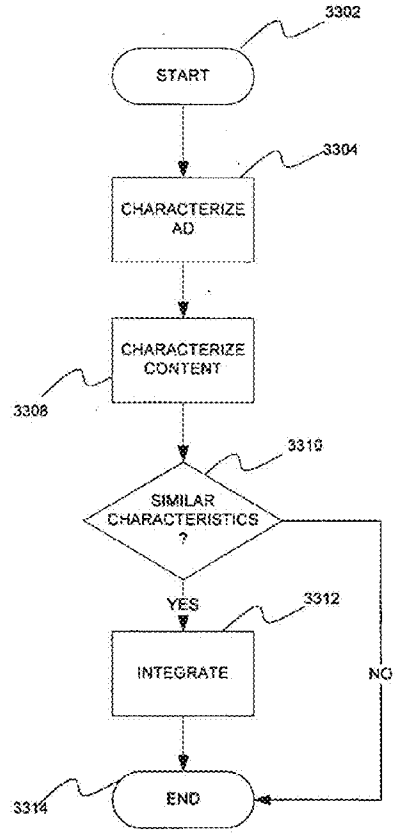 3302
START
3304
CHARACTERIZE
AD
CHARACTERIZE
CONTENT
3308
3310
SIMILAR
CHARACTERISTICS
?
YES
3312
INTEGRATE
NO
END
3314